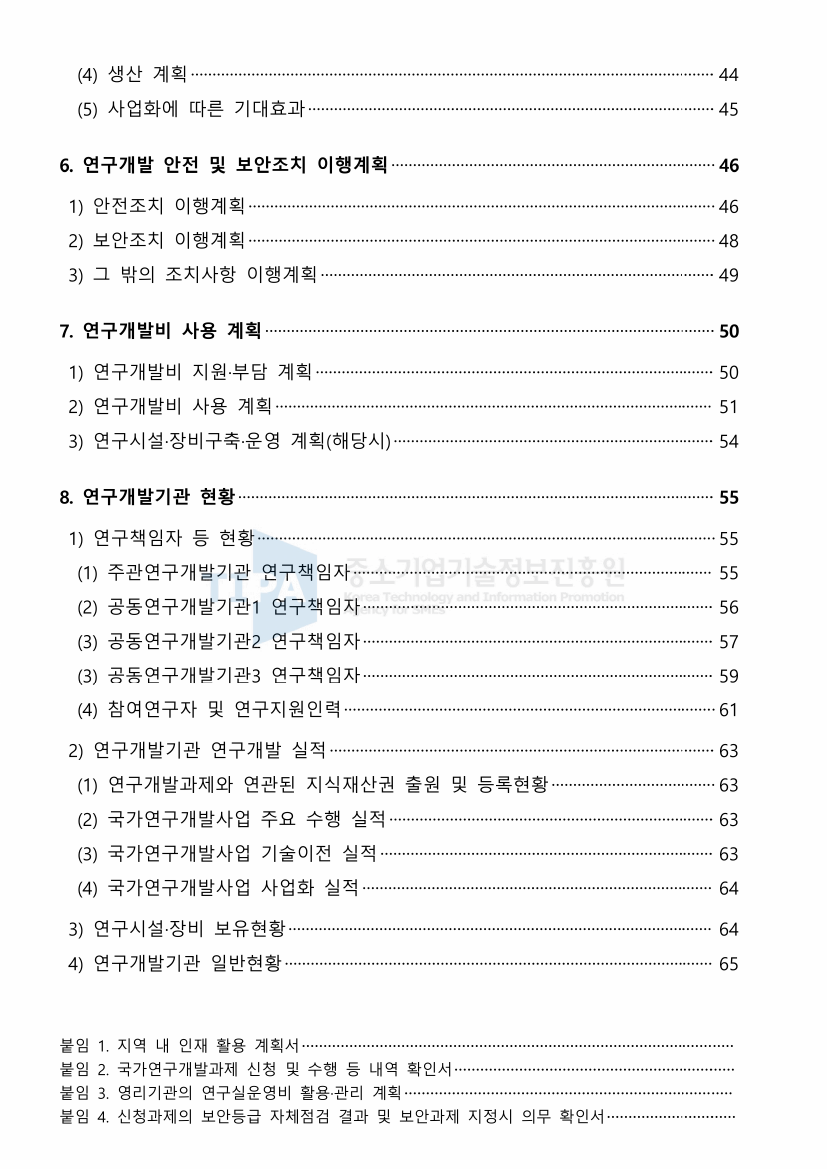 (4) 생산 계획 44
(5) 사업화에 따른 기대효과 45
6. 연구개발 안전 및 보안조치 이행계획 46
1) 안전조치 이행계획 46
2) 보안조치 이행계획 48
3) 그 밖의 조치사항 이행계획 49
7. 연구개발비 사용 계획 50
1) 연구개발비 지원·부담 계획 50
2) 연구개발비 사용 계획 51
3) 연구시설·장비구축·운영 계획(해당시) 54
8. 연구개발기관 현황 55
1) 연구책임자 등 현황 55
(1) 주관연구개발기관 연구책임자 55
중소기업기술정보진흥원
Korea Technology and Information Promotion
Agency for SMEs
(2) 공동연구개발기관1 연구책임자 56
(3) 공동연구개발기관2 연구책임자 57
(3) 공동연구개발기관3 연구책임자 59
(4) 참여연구자 및 연구지원인력 61
2) 연구개발기관 연구개발 실적 63
(1) 연구개발과제와 연관된 지식재산권 출원 및 등록현황 63
(2) 국가연구개발사업 주요 수행 실적 63
(3) 국가연구개발사업 기술이전 실적 63
(4) 국가연구개발사업 사업화 실적 64
3) 연구시설·장비 보유현황 64
4) 연구개발기관 일반현황 65
붙임 1. 지역 내 인재 활용 계획서
붙임 2. 국가연구개발과제 신청 및 수행 등 내역 확인서
붙임 3. 영리기관의 연구실운영비 활용·관리 계획
붙임 4. 신청과제의 보안등급 자체점검 결과 및 보안과제 지정시 의무 확인서